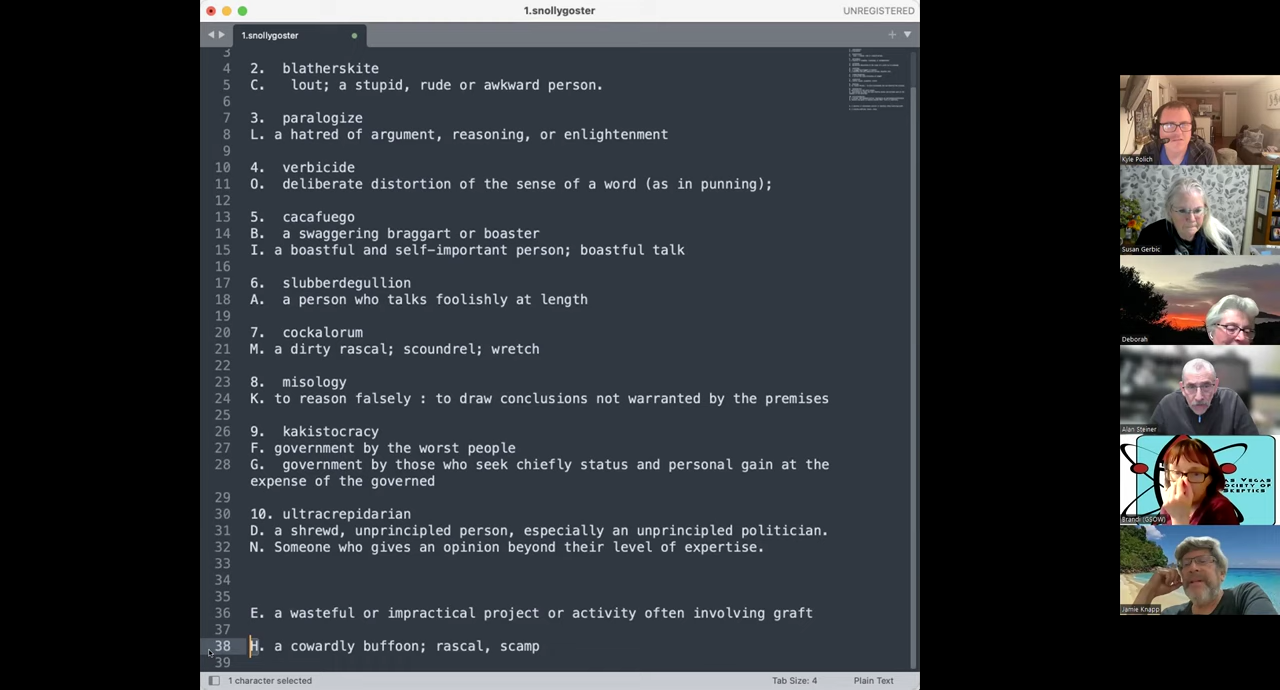 1.snollygoster
UNREGISTERED
1.snollygoster
3
4 2. blatherskite
5 C. lout; a stupid, rude or awkward person.
6
7 3. paralogize
8 L. a hatred of argument, reasoning, or enlightenment
9
10 4. verbicide
11 O. deliberate distortion of the sense of a word (as in punning);
12
13 5. cacafuego
14 B. a swaggering braggart or boaster
15 I. a boastful and self-important person; boastful talk
16
17 6. slubberdegullion
18 A. a person who talks foolishly at length
19
20 7. cockalorum
21 M. a dirty rascal; scoundrel; wretch
22
23 8. misology
24 K. to reason falsely : to draw conclusions not warranted by the premises
25
26 9. kakistocracy
27 F. government by the worst people
28 G. government by those who seek chiefly status and personal gain at the
expense of the governed
29
30 10. ultracrepidarian
31 D. a shrewd, unprincipled person, especially an unprincipled politician.
32 N. Someone who gives an opinion beyond their level of expertise.
33
34
35
36 E. a wasteful or impractical project or activity often involving graft
37
38 H. a cowardly buffoon; rascal, scamp
39
1 character selected
Tab Size: 4
Plain Text
Kyle Polich
Susan Gerbic
Deborah
Alan Steiner
Brandi (GSOW)
Jamie Knapp